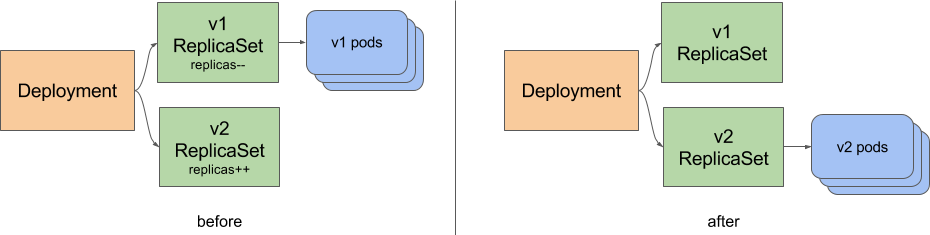 v1
ReplicaSet
replicas--
v1 pods
Deployment
v2
ReplicaSet
replicas++
before
v1
ReplicaSet
Deployment
v2
ReplicaSet
v2 pods
after